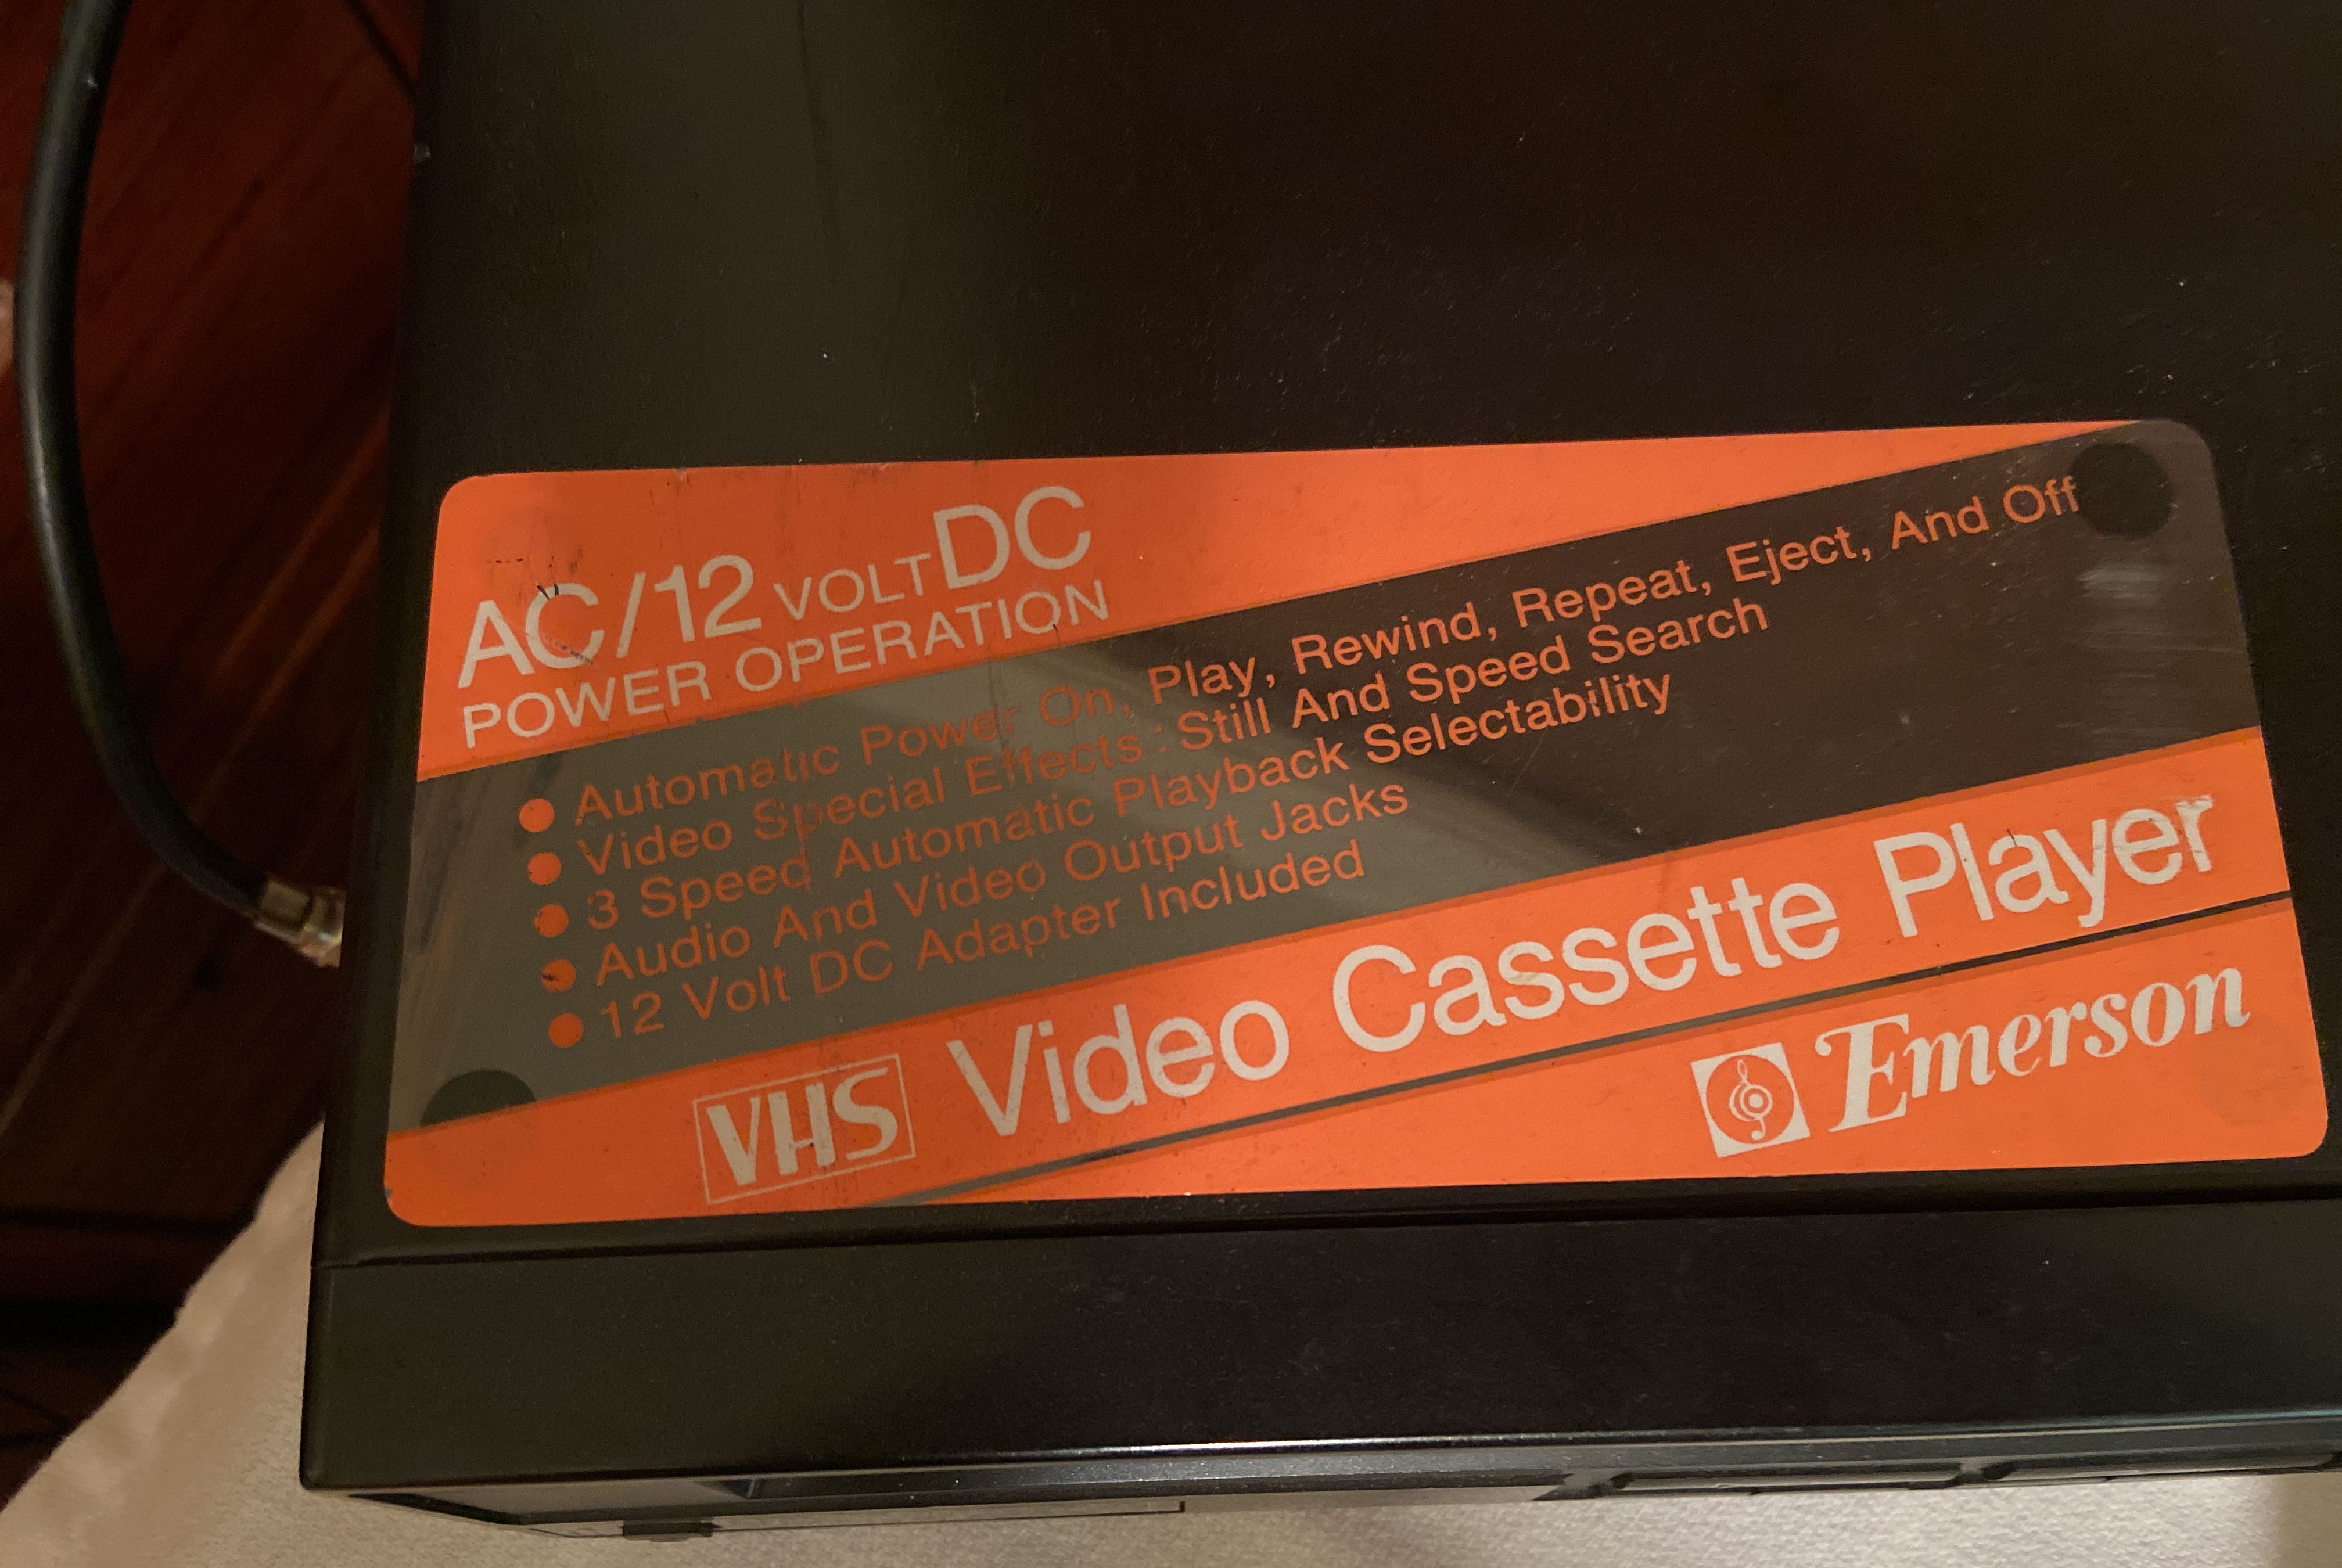 AC/12 VOLT DC
POWER OPERATION
● Automatic Power On, Play, Rewind, Repeat, Eject, And Off
● Video Special Effects : Still And Speed Search
● 3 Speed Automatic Playback Selectability
● Audio And Video Output Jacks
● 12 Volt DC Adapter Included
VHS Video Cassette Player
Emerson